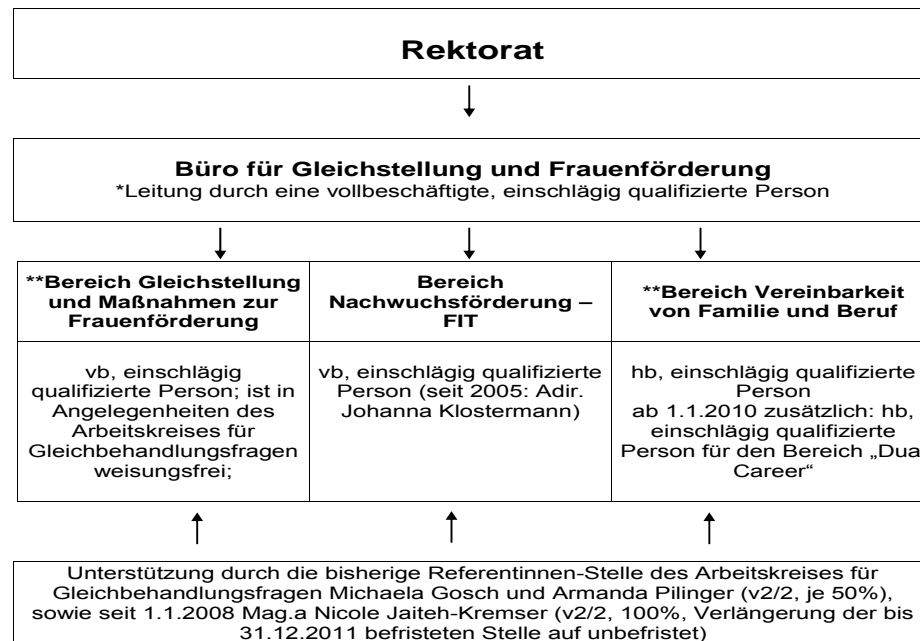 Rektorat
Büro für Gleichstellung und Frauenförderung
*Leitung durch eine vollbeschäftigte, einschlägig qualifizierte Person
**Bereich Gleichstellung
und Maßnahmen zur
Frauenförderung
Bereich
Nachwuchsförderung –
FIT
**Bereich Vereinbarkeit
von Familie und Beruf
vb, einschlägig
qualifizierte Person; ist in
Angelegenheiten des
Arbeitskreises für
Gleichbehandlungsfragen
weisungsfrei;
vb, einschlägig qualifizierte
Person (seit 2005: Adir.
Johanna Klostermann)
hb, einschlägig qualifizierte
Person
ab 1.1.2010 zusätzlich: hb,
einschlägig qualifizierte
Person für den Bereich „Dua
Career“
Unterstützung durch die bisherige Referentinnen-Stelle des Arbeitskreises für
Gleichbehandlungsfragen Michaela Gosch und Armanda Pilinger (v2/2, je 50%),
sowie seit 1.1.2008 Mag.a Nicole Jaiteh-Kremser (v2/2, 100%, Verlängerung der bis
31.12.2011 befristeten Stelle auf unbefristet)